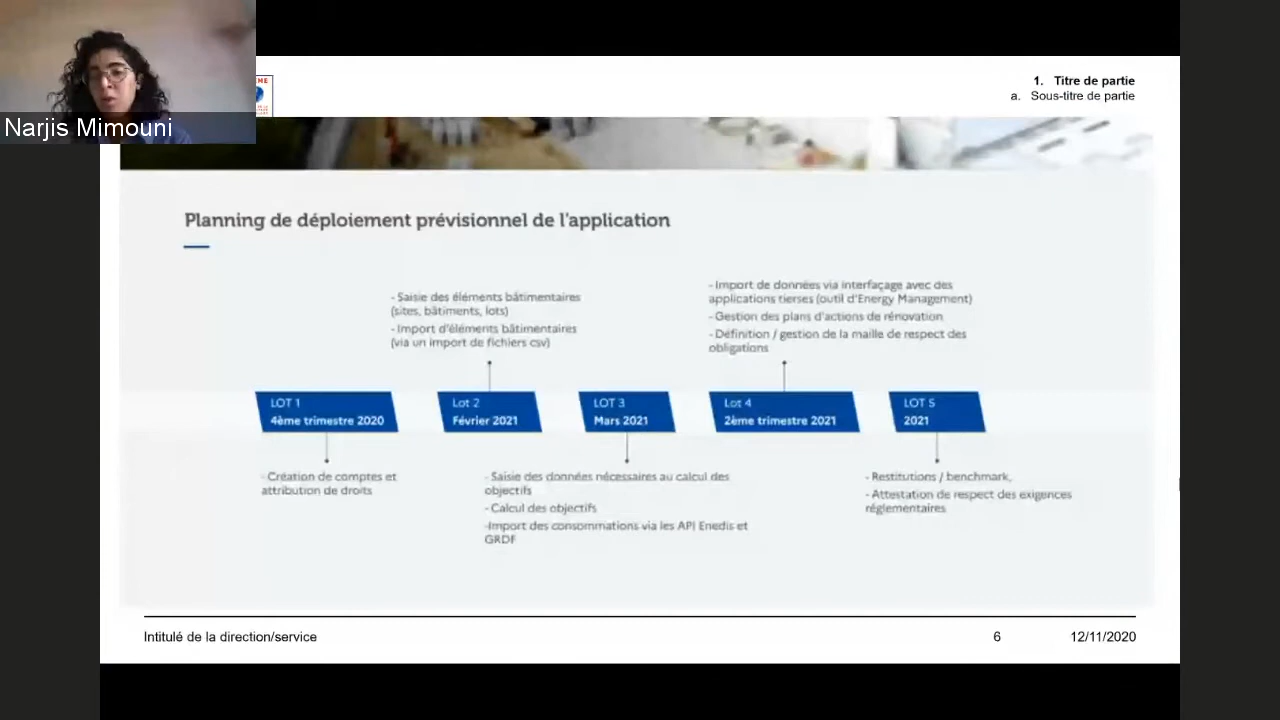 Narjis Mimouni
1. Titre de partie
a. Sous-titre de partie
Planning de déploiement prévisionnel de l'application
- Saisie des éléments bâtimentaires
(sites, bâtiments, lots)
- Import d'éléments bâtimentaires
(via un import de fichiers csv)
- Import de données via interfaçage avec des
applications tierses (outil d'Energy Management)
- Gestion des plans d'actions de rénovation
- Définition / gestion de la maille de respect des
obligations
LOT 1
4ème trimestre 2020
Lot 2
Février 2021
LOT 3
Mars 2021
Lot 4
2ème trimestre 2021
LOT 5
2021
- Création de comptes et
attribution de droits
- Saisie des données nécessaires au calcul des
objectifs
- Calcul des objectifs
-Import des consommations via les API Enedis et
GRDF
- Restitutions / benchmark,
- Attestation de respect des exigences
réglementaires
Intitulé de la direction/service
6
12/11/2020